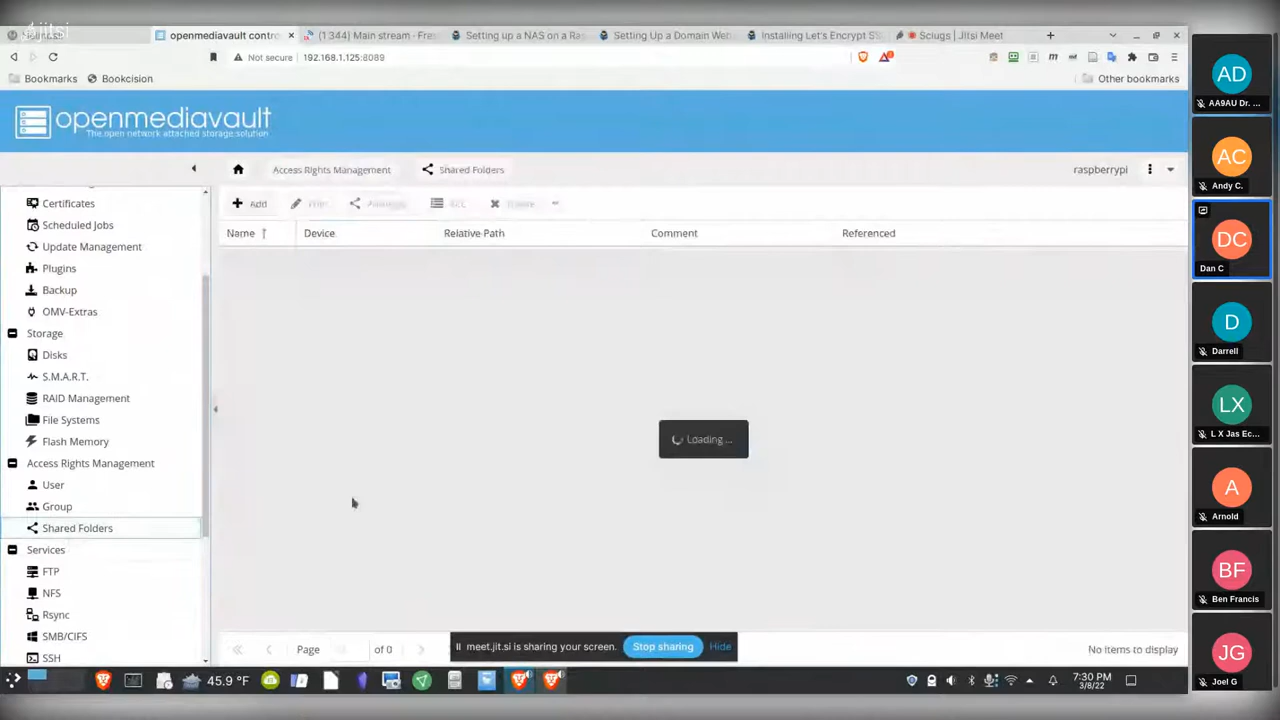 jitsi
openmediavault contro
(1344) Main stream - Fre
Setting up a NAS on a Ra
Setting Up a Domain Web
Installing Let's Encrypt S
Sclugs | Jitsi Meet
Not secure
192.168.1.125:8089
Bookmarks
Bookcision
Other bookmarks
openmediavault
The open network attached storage solution
Access Rights Management
Shared Folders
raspberrypi
Certificates
Scheduled Jobs
Update Management
Plugins
Backup
OMV-Extras
Storage
Disks
S.M.A.R.T.
RAID Management
File Systems
Flash Memory
Access Rights Management
User
Group
Shared Folders
Services
FTP
NFS
Rsync
SMB/CIFS
SSH
Add
Edit
ACL
Delete
Name
Device
Relative Path
Comment
Referenced
Loading...
Page
of 0
No items to display
meet.jit.si is sharing your screen.
Stop sharing
Hide
45.9 °F
7:30 PM
3/8/22
AD
AA9AU Dr. ...
AC
Andy C.
DC
Dan C
D
Darrell
LX
L X Jas Ec...
A
Arnold
BF
Ben Francis
JG
Joel G